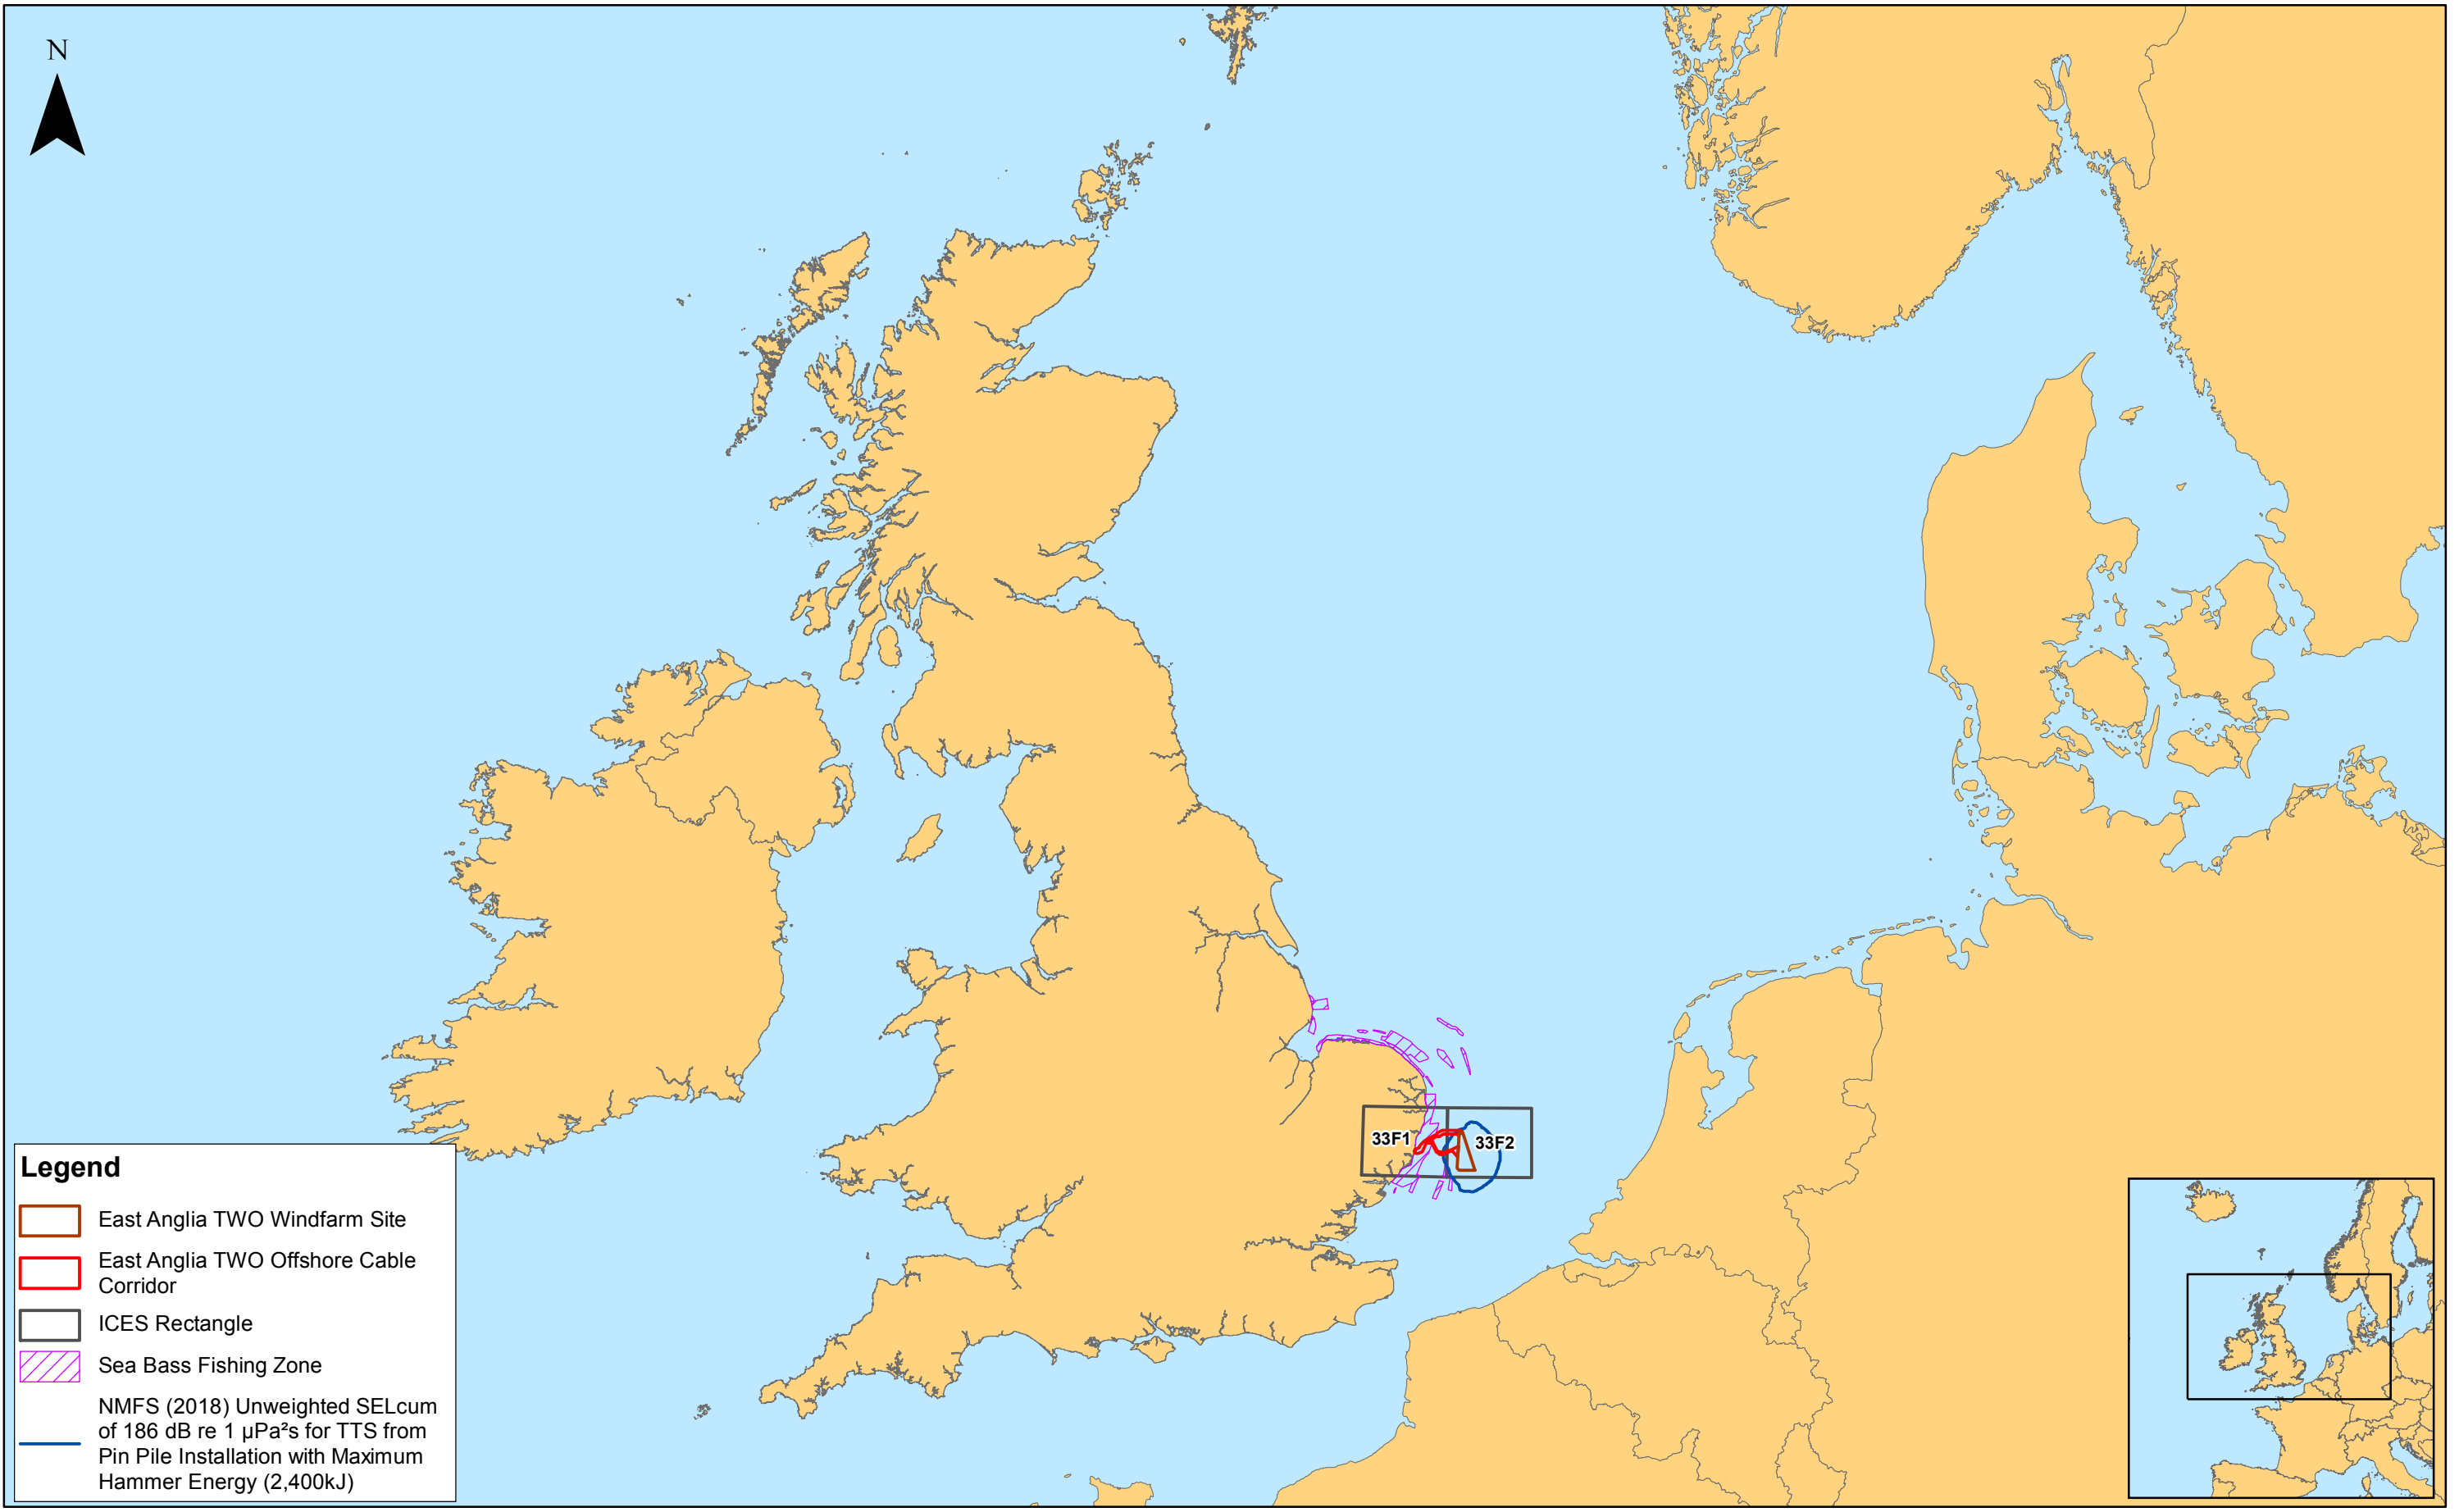 N
33F1
33F2
Legend
East Anglia TWO Windfarm Site
East Anglia TWO Offshore Cable
Corridor
ICES Rectangle
Sea Bass Fishing Zone
NMFS (2018) Unweighted SELcum
of 186 dB re 1 µPa²s for TTS from
Pin Pile Installation with Maximum
Hammer Energy (2,400kJ)